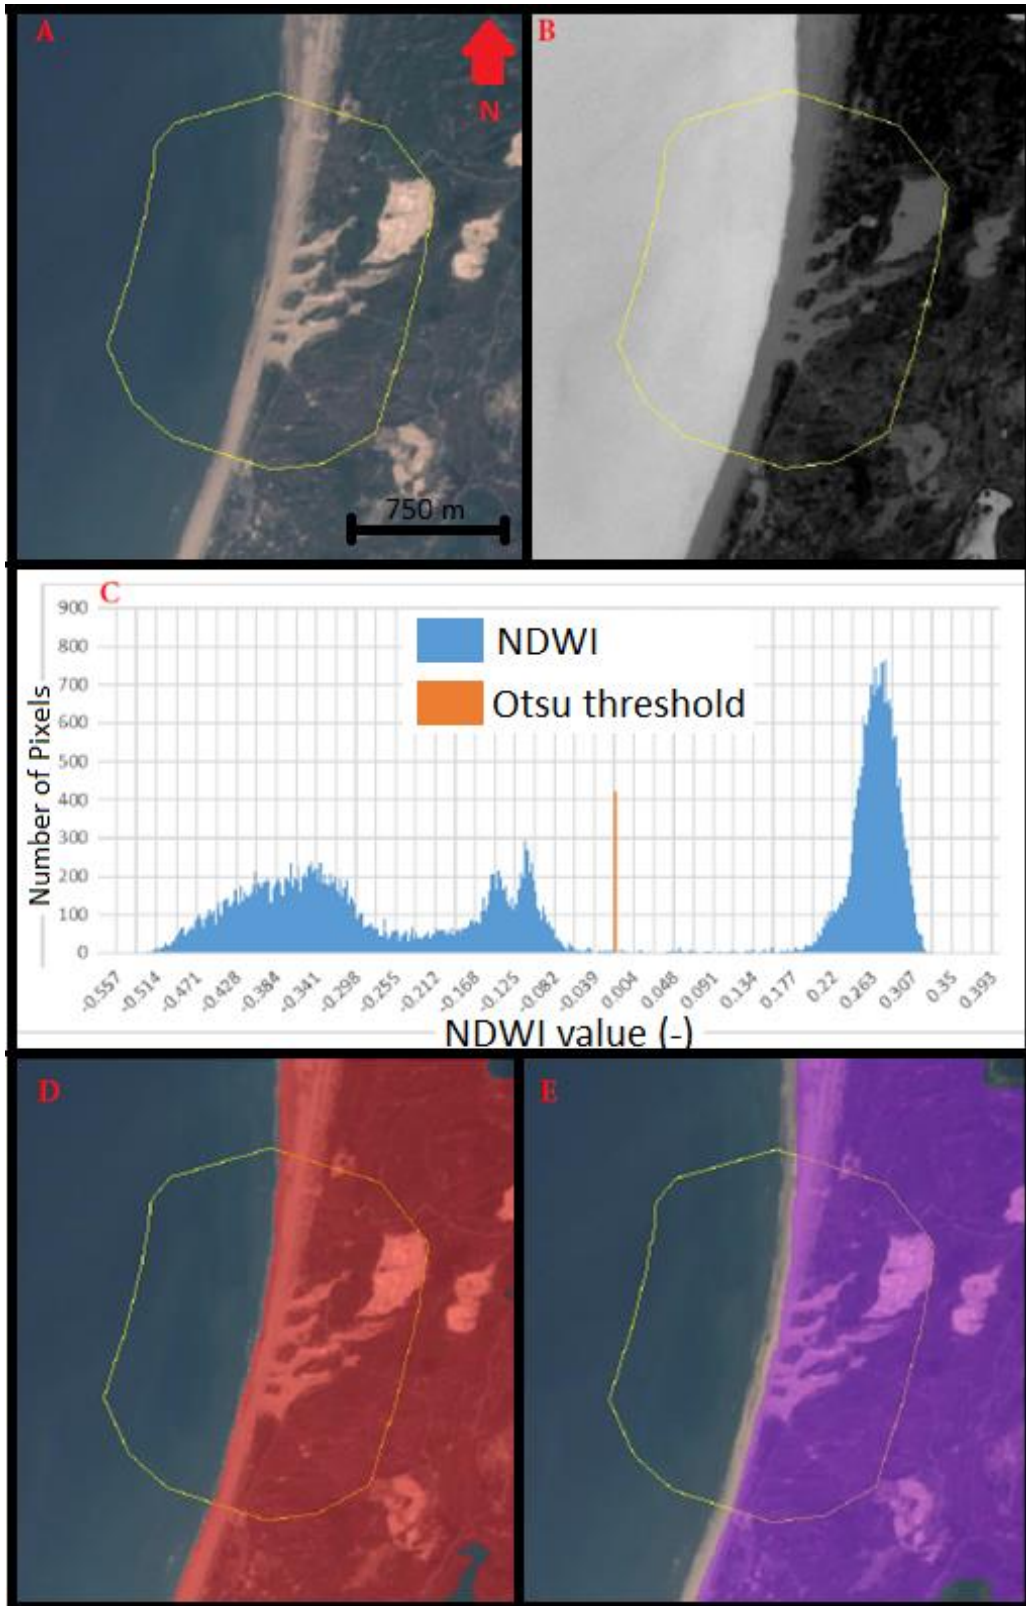 A
N
B
750 m
C
900
800
700
600
500
400
300
200
100
0
Number of Pixels
NDWI
Otsu threshold
-0.557 -0.514 -0.471 -0.428 -0.384 -0.341 -0.298 -0.255 -0.212 -0.168 -0.125 -0.082 -0.039 0.004 0.048 0.091 0.134 0.177 0.22 0.263 0.307 0.35 0.393
NDWI value (-)
D
E